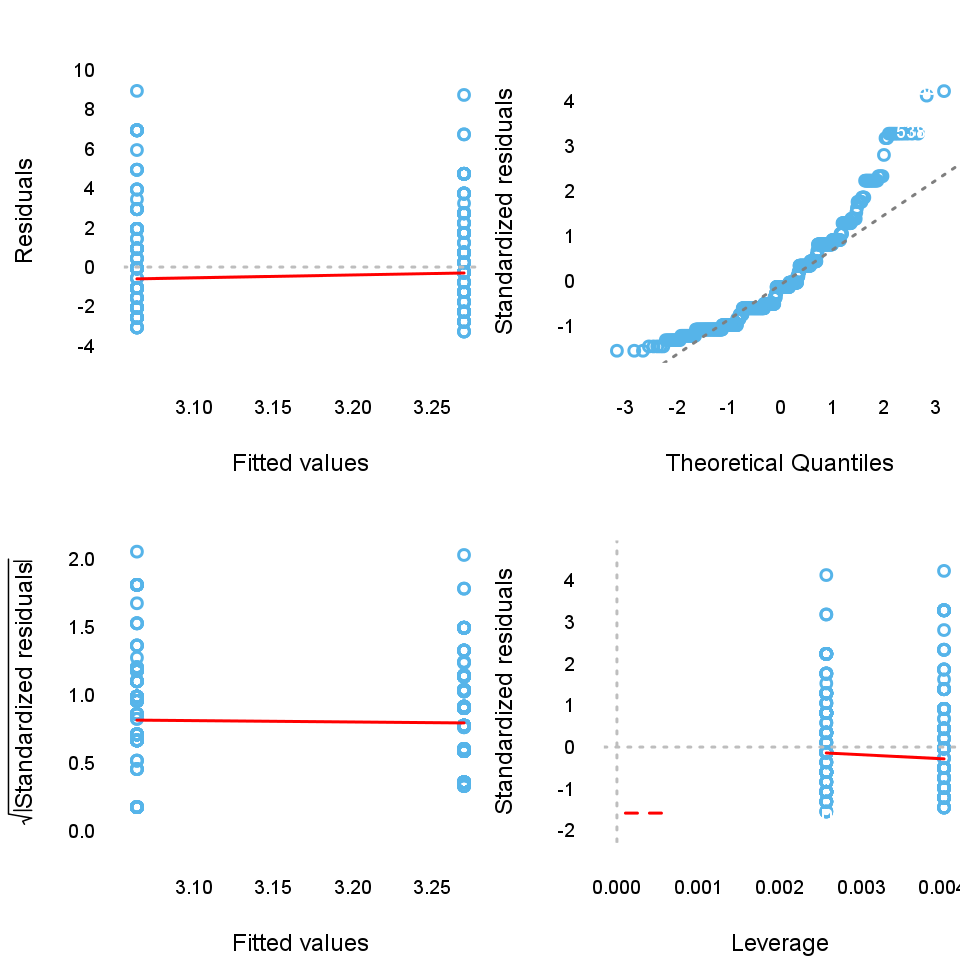 Residuals
10
8
6
4
2
0
-2
-4
3.10 3.15 3.20 3.25
Fitted values
Standardized residuals
4
3
2
1
0
-1
-3 -2 -1 0 1 2 3
Theoretical Quantiles
√|Standardized residuals|
2.0
1.5
1.0
0.5
0.0
3.10 3.15 3.20 3.25
Fitted values
Standardized residuals
4
3
2
1
0
-1
-2
0.000 0.001 0.002 0.003 0.004
Leverage